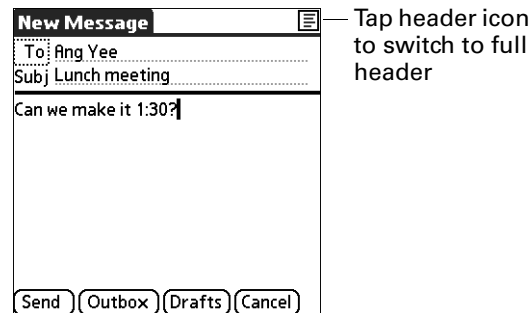 New Message
To Ang Yee
Subj Lunch meeting
Can we make it 1:30?
Send Outbox Drafts Cancel
Tap header icon
to switch to full
header